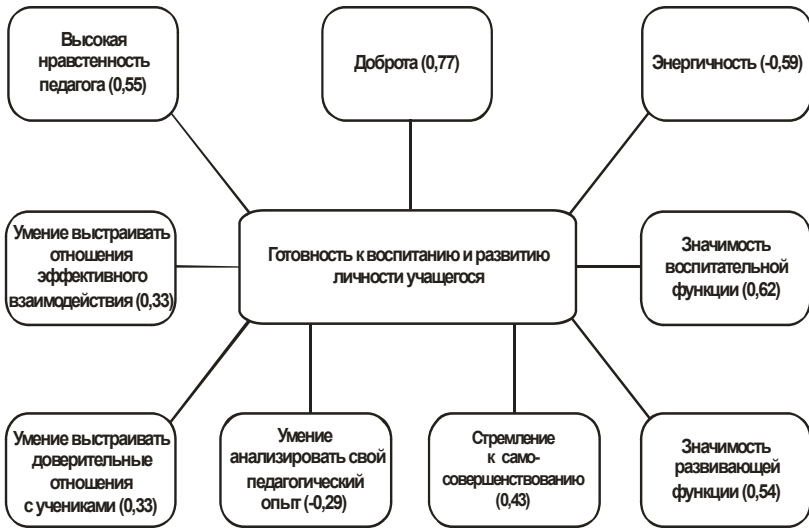 Высокая
нравстенность
педагога (0,55)
Доброта (0,77)
Энергичность (-0,59)
Умение выстраивать
отношения
эффективного
взаимодействия (0,33)
Готовность к воспитанию и развитию
личности учащегося
Значимость
воспитательной
функции (0,62)
Умение выстраивать
доверительные
отношения
с учениками (0,33)
Умение
анализировать свой
педагогический
опыт (-0,29)
Стремление
к само-
совершенствованию
(0,43)
Значимость
развивающей
функции (0,54)